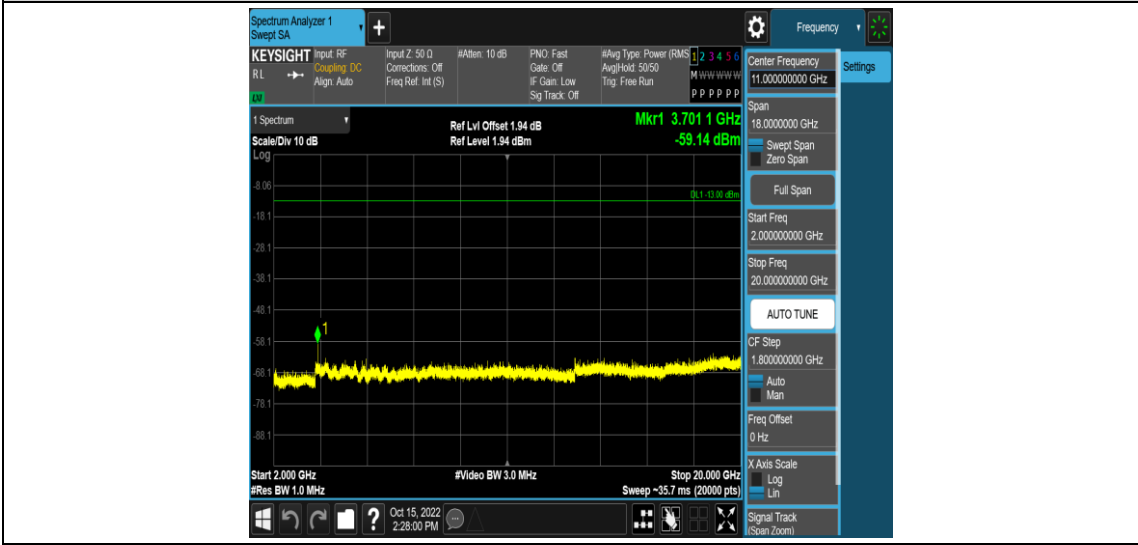 Spectrum Analyzer 1
Swept SA
Frequency
KEYSIGHT
RL
LXI
Input: RF
Coupling: DC
Align: Auto
Input Z: 50 Ω
Corrections: Off
Freq Ref: Int (S)
#Atten: 10 dB
PNO: Fast
Gate: Off
IF Gain: Low
Sig Track: Off
#Avg Type: Power (RMS
Avg|Hold: 50/50
Trig: Free Run
1 2 3 4 5 6
M W W W W W
P P P P P P
1 Spectrum
Scale/Div 10 dB
Log
Ref Lvl Offset 1.94 dB
Ref Level 1.94 dBm
Mkr1 3.701 1 GHz
-59.14 dBm
-8.06
DL1 -13.00 dBm
-18.1
-28.1
-38.1
-48.1
1
-58.1
-68.1
-78.1
-88.1
Start 2.000 GHz
#Res BW 1.0 MHz
#Video BW 3.0 MHz
Stop 20.000 GHz
Sweep ~35.7 ms (20000 pts)
Oct 15, 2022
2:28:00 PM
Center Frequency
11.000000000 GHz
Settings
Span
18.0000000 GHz
Swept Span
Zero Span
Full Span
Start Freq
2.000000000 GHz
Stop Freq
20.000000000 GHz
AUTO TUNE
CF Step
1.800000000 GHz
Auto
Man
Freq Offset
0 Hz
X Axis Scale
Log
Lin
Signal Track
(Span Zoom)